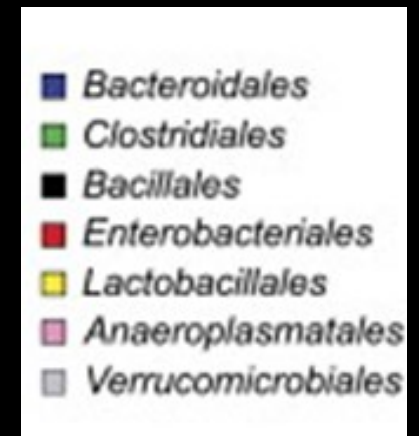 Bacteroidales
Clostridiales
Bacillales
Enterobacteriales
Lactobacillales
Anaeroplasmatales
Verrucomicrobiales